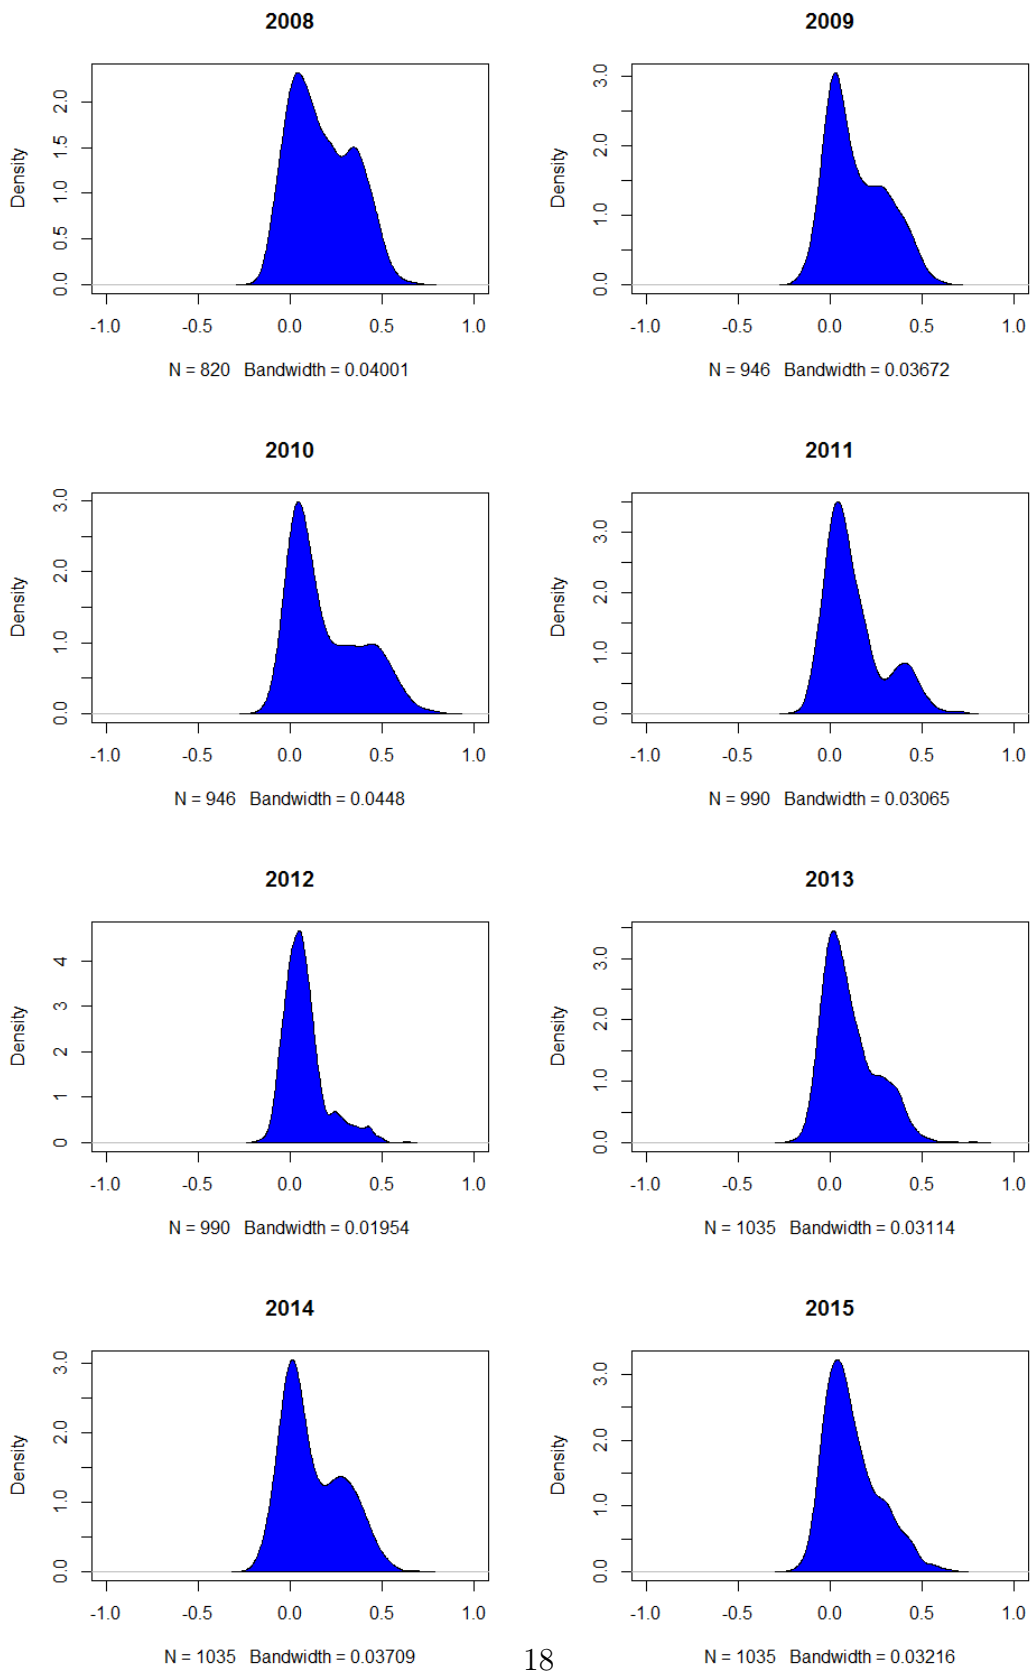 2008
2009
Density
0.0 0.5 1.0 1.5 2.0
-1.0 -0.5 0.0 0.5 1.0
N = 820 Bandwidth = 0.04001
Density
0.0 1.0 2.0 3.0
-1.0 -0.5 0.0 0.5 1.0
N = 946 Bandwidth = 0.03672
2010
2011
Density
0.0 1.0 2.0 3.0
-1.0 -0.5 0.0 0.5 1.0
N = 946 Bandwidth = 0.0448
Density
0.0 1.0 2.0 3.0
-1.0 -0.5 0.0 0.5 1.0
N = 990 Bandwidth = 0.03065
2012
2013
Density
0 1 2 3 4
-1.0 -0.5 0.0 0.5 1.0
N = 990 Bandwidth = 0.01954
Density
0.0 1.0 2.0 3.0
-1.0 -0.5 0.0 0.5 1.0
N = 1035 Bandwidth = 0.03114
2014
2015
Density
0.0 1.0 2.0 3.0
-1.0 -0.5 0.0 0.5 1.0
N = 1035 Bandwidth = 0.03709
Density
0.0 1.0 2.0 3.0
-1.0 -0.5 0.0 0.5 1.0
N = 1035 Bandwidth = 0.03216
18